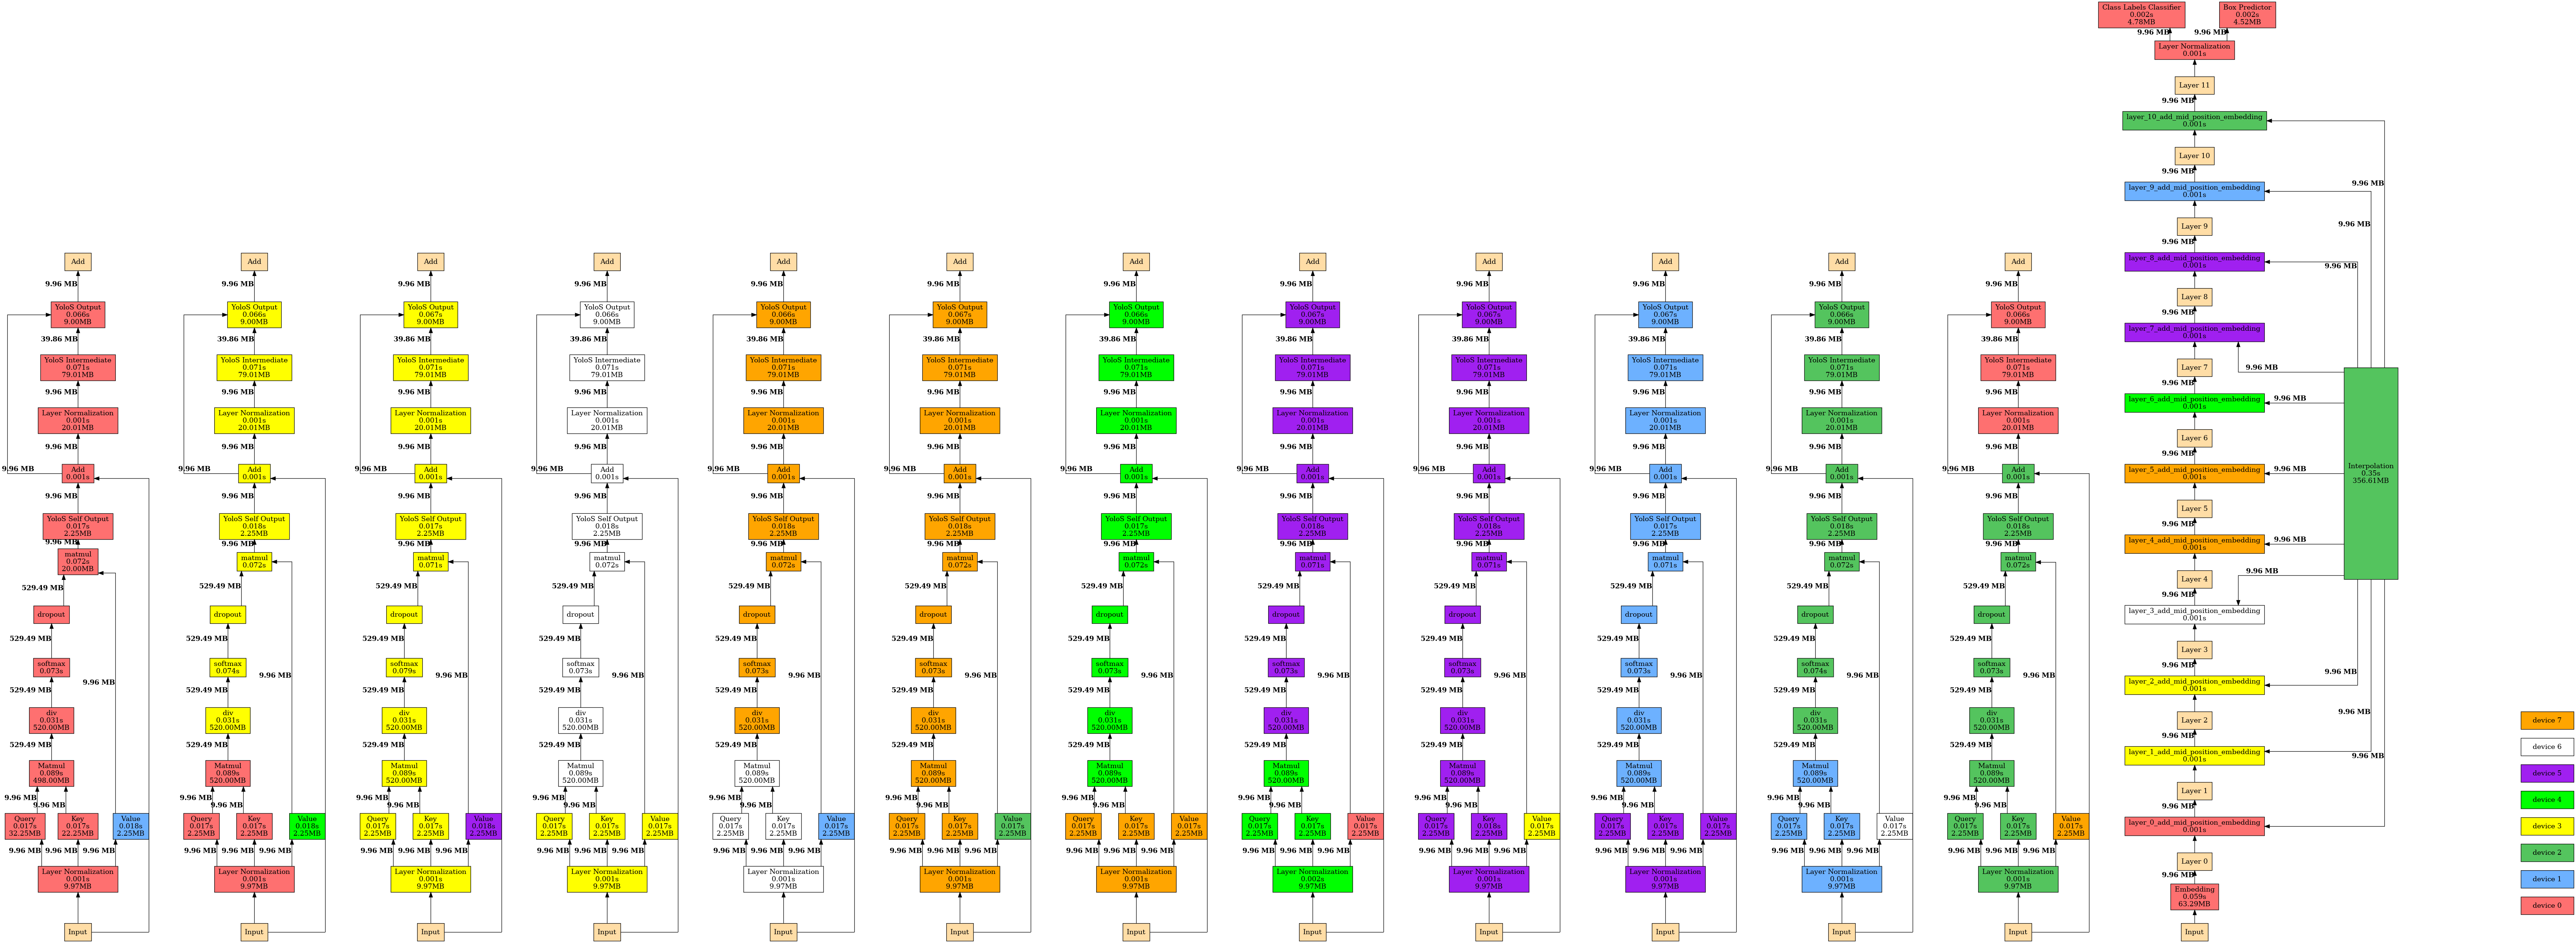 Add
9.96 MB
YoloS Output
0.066s
9.00MB
39.86 MB
YoloS Intermediate
0.071s
79.01MB
9.96 MB
Layer Normalization
0.001s
20.01MB
9.96 MB
9.96 MB
Add
0.001s
9.96 MB
YoloS Self Output
0.017s
2.25MB
9.96 MB
matmul
0.072s
20.00MB
529.49 MB
dropout
529.49 MB
softmax
0.073s
9.96 MB
529.49 MB
div
0.031s
520.00MB
529.49 MB
Matmul
0.089s
498.00MB
9.96 MB
9.96 MB
Query
0.017s
32.25MB
Key
0.017s
22.25MB
Value
0.018s
2.25MB
9.96 MB
9.96 MB
9.96 MB
Layer Normalization
0.001s
9.97MB
Input
Add
9.96 MB
YoloS Output
0.066s
9.00MB
39.86 MB
YoloS Intermediate
0.071s
79.01MB
9.96 MB
Layer Normalization
0.001s
20.01MB
9.96 MB
9.96 MB
Add
0.001s
9.96 MB
YoloS Self Output
0.018s
2.25MB
9.96 MB
matmul
0.072s
529.49 MB
dropout
529.49 MB
softmax
0.074s
9.96 MB
529.49 MB
div
0.031s
520.00MB
529.49 MB
Matmul
0.089s
520.00MB
9.96 MB
9.96 MB
Query
0.017s
2.25MB
Key
0.017s
2.25MB
Value
0.018s
2.25MB
9.96 MB
9.96 MB
9.96 MB
Layer Normalization
0.001s
9.97MB
Input
Add
9.96 MB
YoloS Output
0.067s
9.00MB
39.86 MB
YoloS Intermediate
0.071s
79.01MB
9.96 MB
Layer Normalization
0.001s
20.01MB
9.96 MB
9.96 MB
Add
0.001s
9.96 MB
YoloS Self Output
0.017s
2.25MB
9.96 MB
matmul
0.071s
529.49 MB
dropout
529.49 MB
softmax
0.079s
9.96 MB
529.49 MB
div
0.031s
520.00MB
529.49 MB
Matmul
0.089s
520.00MB
9.96 MB
9.96 MB
Query
0.017s
2.25MB
Key
0.017s
2.25MB
Value
0.018s
2.25MB
9.96 MB
9.96 MB
9.96 MB
Layer Normalization
0.001s
9.97MB
Input
Add
9.96 MB
YoloS Output
0.066s
9.00MB
39.86 MB
YoloS Intermediate
0.071s
79.01MB
9.96 MB
Layer Normalization
0.001s
20.01MB
9.96 MB
9.96 MB
Add
0.001s
9.96 MB
YoloS Self Output
0.018s
2.25MB
9.96 MB
matmul
0.072s
529.49 MB
dropout
529.49 MB
softmax
0.073s
9.96 MB
529.49 MB
div
0.031s
520.00MB
529.49 MB
Matmul
0.089s
520.00MB
9.96 MB
9.96 MB
Query
0.017s
2.25MB
Key
0.017s
2.25MB
Value
0.017s
2.25MB
9.96 MB
9.96 MB
9.96 MB
Layer Normalization
0.001s
9.97MB
Input
Add
9.96 MB
YoloS Output
0.066s
9.00MB
39.86 MB
YoloS Intermediate
0.071s
79.01MB
9.96 MB
Layer Normalization
0.001s
20.01MB
9.96 MB
9.96 MB
Add
0.001s
9.96 MB
YoloS Self Output
0.018s
2.25MB
9.96 MB
matmul
0.072s
529.49 MB
dropout
529.49 MB
softmax
0.073s
9.96 MB
529.49 MB
div
0.031s
520.00MB
529.49 MB
Matmul
0.089s
520.00MB
9.96 MB
9.96 MB
Query
0.017s
2.25MB
Key
0.017s
2.25MB
Value
0.017s
2.25MB
9.96 MB
9.96 MB
9.96 MB
Layer Normalization
0.001s
9.97MB
Input
Add
9.96 MB
YoloS Output
0.067s
9.00MB
39.86 MB
YoloS Intermediate
0.071s
79.01MB
9.96 MB
Layer Normalization
0.001s
20.01MB
9.96 MB
9.96 MB
Add
0.001s
9.96 MB
YoloS Self Output
0.018s
2.25MB
9.96 MB
matmul
0.072s
529.49 MB
dropout
529.49 MB
softmax
0.073s
9.96 MB
529.49 MB
div
0.031s
520.00MB
529.49 MB
Matmul
0.089s
520.00MB
9.96 MB
9.96 MB
Query
0.017s
2.25MB
Key
0.017s
2.25MB
Value
0.017s
2.25MB
9.96 MB
9.96 MB
9.96 MB
Layer Normalization
0.001s
9.97MB
Input
Add
9.96 MB
YoloS Output
0.066s
9.00MB
39.86 MB
YoloS Intermediate
0.071s
79.01MB
9.96 MB
Layer Normalization
0.001s
20.01MB
9.96 MB
9.96 MB
Add
0.001s
9.96 MB
YoloS Self Output
0.017s
2.25MB
9.96 MB
matmul
0.072s
529.49 MB
dropout
529.49 MB
softmax
0.073s
9.96 MB
529.49 MB
div
0.031s
520.00MB
529.49 MB
Matmul
0.089s
520.00MB
9.96 MB
9.96 MB
Query
0.017s
2.25MB
Key
0.017s
2.25MB
Value
0.017s
2.25MB
9.96 MB
9.96 MB
9.96 MB
Layer Normalization
0.001s
9.97MB
Input
Add
9.96 MB
YoloS Output
0.067s
9.00MB
39.86 MB
YoloS Intermediate
0.071s
79.01MB
9.96 MB
Layer Normalization
0.001s
20.01MB
9.96 MB
9.96 MB
Add
0.001s
9.96 MB
YoloS Self Output
0.018s
2.25MB
9.96 MB
matmul
0.071s
529.49 MB
dropout
529.49 MB
softmax
0.073s
9.96 MB
529.49 MB
div
0.031s
520.00MB
529.49 MB
Matmul
0.089s
520.00MB
9.96 MB
9.96 MB
Query
0.017s
2.25MB
Key
0.017s
2.25MB
Value
0.017s
2.25MB
9.96 MB
9.96 MB
9.96 MB
Layer Normalization
0.002s
9.97MB
Input
Add
9.96 MB
YoloS Output
0.067s
9.00MB
39.86 MB
YoloS Intermediate
0.071s
79.01MB
9.96 MB
Layer Normalization
0.001s
20.01MB
9.96 MB
9.96 MB
Add
0.001s
9.96 MB
YoloS Self Output
0.018s
2.25MB
9.96 MB
matmul
0.071s
529.49 MB
dropout
529.49 MB
softmax
0.073s
9.96 MB
529.49 MB
div
0.031s
520.00MB
529.49 MB
Matmul
0.089s
520.00MB
9.96 MB
9.96 MB
Query
0.017s
2.25MB
Key
0.018s
2.25MB
Value
0.017s
2.25MB
9.96 MB
9.96 MB
9.96 MB
Layer Normalization
0.001s
9.97MB
Input
Add
9.96 MB
YoloS Output
0.066s
9.00MB
39.86 MB
YoloS Intermediate
0.071s
79.01MB
9.96 MB
Layer Normalization
0.001s
20.01MB
9.96 MB
9.96 MB
Add
0.001s
9.96 MB
YoloS Self Output
0.017s
2.25MB
9.96 MB
matmul
0.071s
529.49 MB
dropout
529.49 MB
softmax
0.073s
9.96 MB
529.49 MB
div
0.031s
520.00MB
529.49 MB
Matmul
0.089s
520.00MB
9.96 MB
9.96 MB
Query
0.017s
2.25MB
Key
0.017s
2.25MB
Value
0.017s
2.25MB
9.96 MB
9.96 MB
9.96 MB
Layer Normalization
0.001s
9.97MB
Input
Add
9.96 MB
YoloS Output
0.066s
9.00MB
39.86 MB
YoloS Intermediate
0.071s
79.01MB
9.96 MB
Layer Normalization
0.001s
20.01MB
9.96 MB
9.96 MB
Add
0.001s
9.96 MB
YoloS Self Output
0.018s
2.25MB
9.96 MB
matmul
0.072s
529.49 MB
dropout
529.49 MB
softmax
0.074s
9.96 MB
529.49 MB
div
0.031s
520.00MB
529.49 MB
Matmul
0.089s
520.00MB
9.96 MB
9.96 MB
Query
0.017s
2.25MB
Key
0.017s
2.25MB
Value
0.017s
2.25MB
9.96 MB
9.96 MB
9.96 MB
Layer Normalization
0.001s
9.97MB
Input
Add
9.96 MB
YoloS Output
0.066s
9.00MB
39.86 MB
YoloS Intermediate
0.071s
79.01MB
9.96 MB
Layer Normalization
0.001s
20.01MB
9.96 MB
9.96 MB
Add
0.001s
9.96 MB
YoloS Self Output
0.018s
2.25MB
9.96 MB
matmul
0.072s
529.49 MB
dropout
529.49 MB
softmax
0.073s
9.96 MB
529.49 MB
div
0.031s
520.00MB
529.49 MB
Matmul
0.089s
520.00MB
9.96 MB
9.96 MB
Query
0.017s
2.25MB
Key
0.017s
2.25MB
Value
0.017s
2.25MB
9.96 MB
9.96 MB
9.96 MB
Layer Normalization
0.001s
9.97MB
Input
Class Labels Classifier
0.002s
4.78MB
Box Predictor
0.002s
4.52MB
9.96 MB
9.96 MB
Layer Normalization
0.001s
Layer 11
9.96 MB
layer_10_add_mid_position_embedding
0.001s
Layer 10
9.96 MB
9.96 MB
layer_9_add_mid_position_embedding
0.001s
Layer 9
9.96 MB
9.96 MB
layer_8_add_mid_position_embedding
0.001s
9.96 MB
Layer 8
9.96 MB
layer_7_add_mid_position_embedding
0.001s
Layer 7
9.96 MB
9.96 MB
layer_6_add_mid_position_embedding
0.001s
9.96 MB
Layer 6
9.96 MB
layer_5_add_mid_position_embedding
0.001s
9.96 MB
Interpolation
0.35s
356.61MB
Layer 5
9.96 MB
layer_4_add_mid_position_embedding
0.001s
9.96 MB
Layer 4
9.96 MB
9.96 MB
layer_3_add_mid_position_embedding
0.001s
Layer 3
9.96 MB
9.96 MB
layer_2_add_mid_position_embedding
0.001s
Layer 2
9.96 MB
9.96 MB
layer_1_add_mid_position_embedding
0.001s
9.96 MB
Layer 1
9.96 MB
layer_0_add_mid_position_embedding
0.001s
Layer 0
9.96 MB
Embedding
0.059s
63.29MB
Input
device 7
device 6
device 5
device 4
device 3
device 2
device 1
device 0